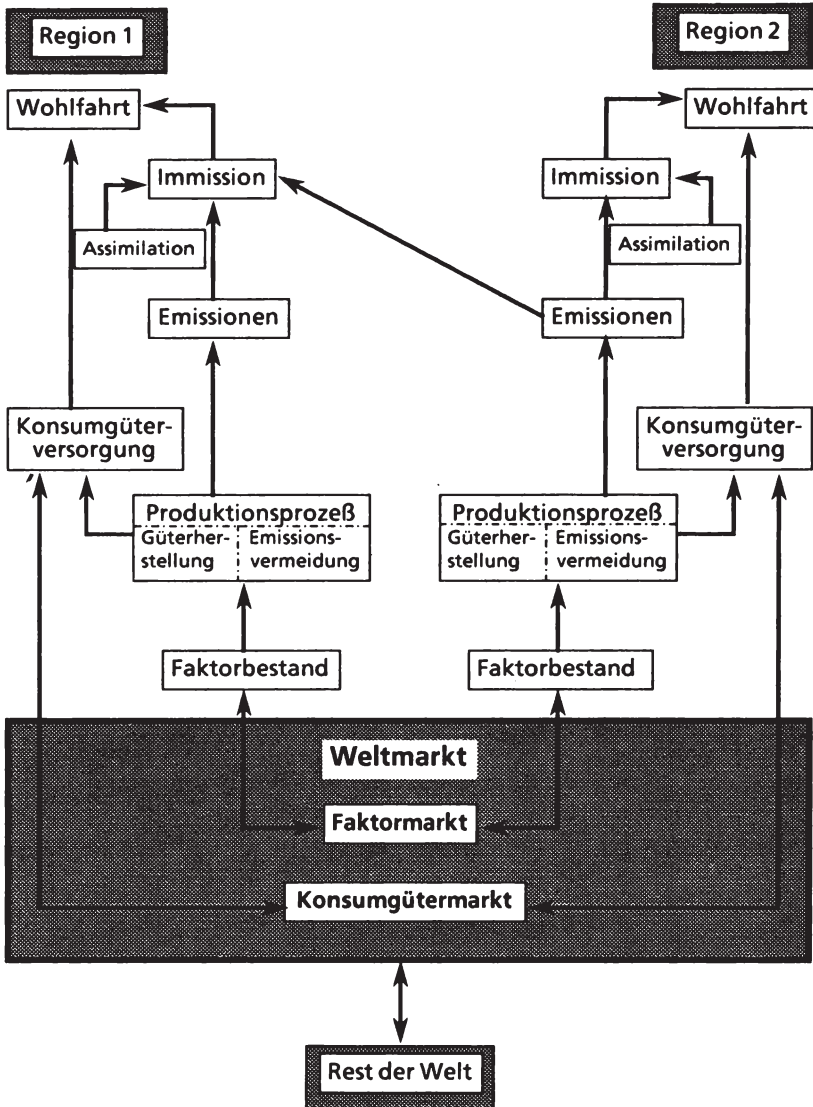 Region 1
Region 2
Wohlfahrt
Wohlfahrt
Immission
Immission
Assimilation
Assimilation
Emissionen
Emissionen
Konsumgüter-
versorgung
Konsumgüter-
versorgung
Produktionsprozeß
Güterher-
stellung
Emissions-
vermeidung
Produktionsprozeß
Güterher-
stellung
Emissions-
vermeidung
Faktorbestand
Faktorbestand
Weltmarkt
Faktormarkt
Konsumgütermarkt
Rest der Welt